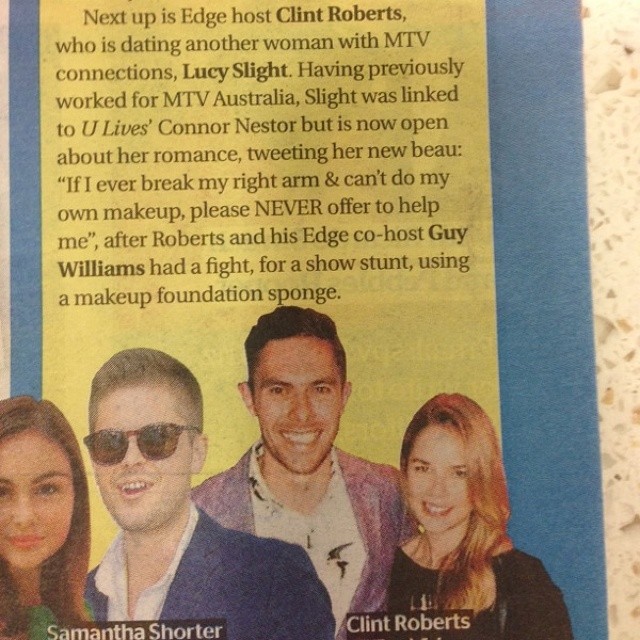 Next up is Edge host Clint Roberts,
who is dating another woman with MTV
connections, Lucy Slight. Having previously
worked for MTV Australia, Slight was linked
to U Lives' Connor Nestor but is now open
about her romance, tweeting her new beau:
"If I ever break my right arm & can't do my
own makeup, please NEVER offer to help
me", after Roberts and his Edge co-host Guy
Williams had a fight, for a show stunt, using
a makeup foundation sponge.
Samantha Shorter
Clint Roberts